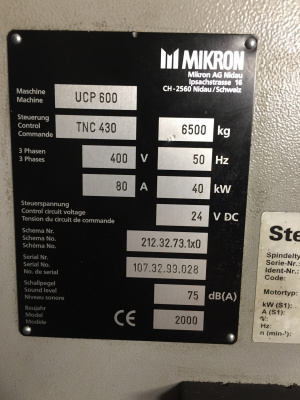 MIKRON
Mikron AG Nidau
Ipsachstrasse 16
CH-2560 Nidau/Schweiz
Maschine
Machine
UCP 600
Steuerung
Control
Commande
TNC 430
6500 kg
3 Phasen
3 Phases
400 V
50 Hz
80 A
40 kW
Steuerspannung
Control circuit voltage
Tension du circuit de commande
24 V DC
Schema Nr.
Schema No.
Schéma No.
212.32.73.1x0
Serial Nr.
Serial No.
No. de serial
107.32.99.028
Schallpegel
Sound level
Niveau sonore
75 dB(A)
Baujahr
Model
Modèle
CE
2000
Ste
Spindelty
Serie-Nr.:
Ident-Nr.:
Code:
Motortyp:
kW (S1):
A (S1):
V:
Hz:
n (min-¹):